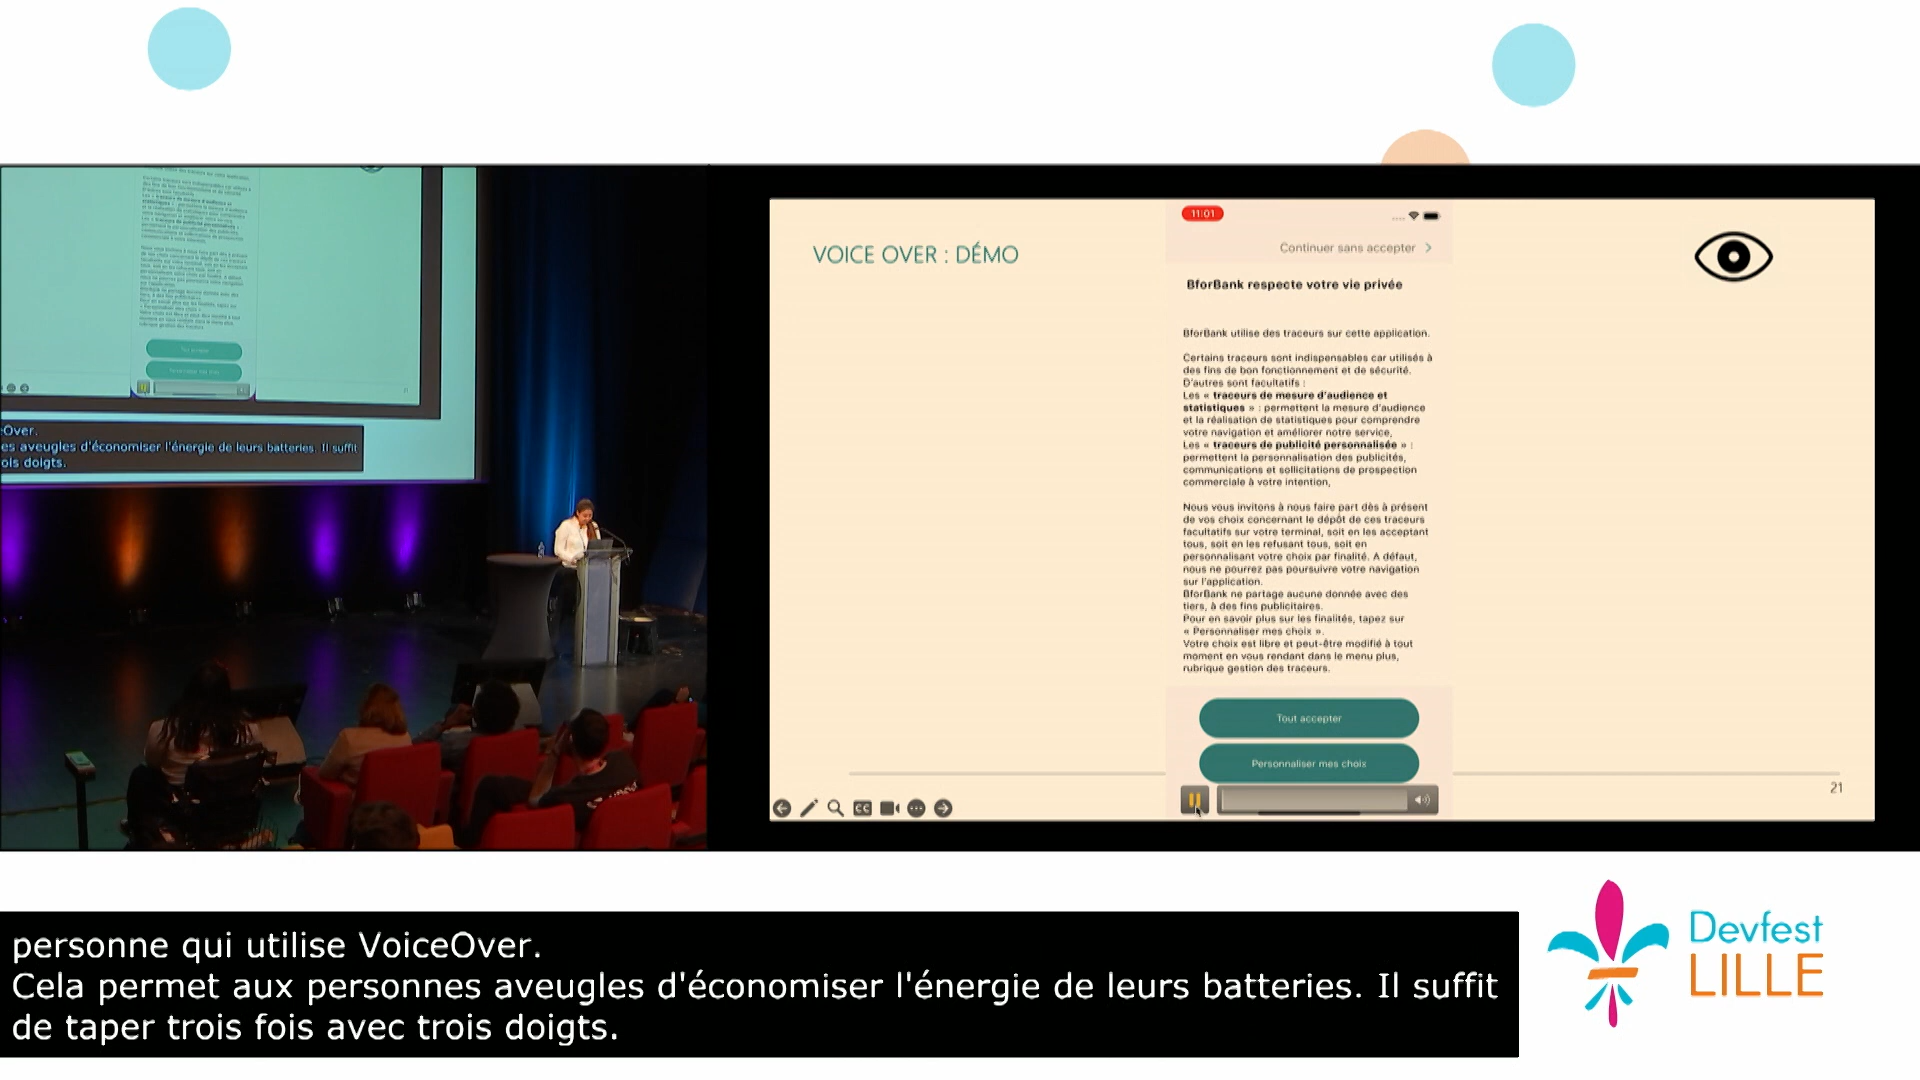 Over.
es aveugles d'économiser l'énergie de leurs batteries. Il suffit
ois doigts.
VOICE OVER : DÉMO
11:01
Continuer sans accepter
BforBank respecte votre vie privée
BforBank utilise des traceurs sur cette application.
Certains traceurs sont indispensables car utilisés à
des fins de bon fonctionnement et de sécurité.
D'autres sont facultatifs :
Les « traceurs de mesure d'audience et
statistiques » : permettent la mesure d'audience
et la réalisation de statistiques pour comprendre
votre navigation et améliorer notre service,
Les « traceurs de publicité personnalisée » :
permettent la personnalisation des publicités,
communications et sollicitations de prospection
commerciale à votre intention,
Nous vous invitons à nous faire part dès à présent
de vos choix concernant le dépôt de ces traceurs
facultatifs sur votre terminal, soit en les acceptant
tous, soit en les refusant tous, soit en
personnalisant votre choix par finalité. A défaut,
nous ne pourrez pas poursuivre votre navigation
sur l'application.
BforBank ne partage aucune donnée avec des
tiers, à des fins publicitaires.
Pour en savoir plus sur les finalités, tapez sur
« Personnaliser mes choix ».
Votre choix est libre et peut-être modifié à tout
moment en vous rendant dans le menu plus,
rubrique gestion des traceurs.
Tout accepter
Personnaliser mes choix
CC
21
personne qui utilise VoiceOver.
Cela permet aux personnes aveugles d'économiser l'énergie de leurs batteries. Il suffit
de taper trois fois avec trois doigts.
Devfest
LILLE